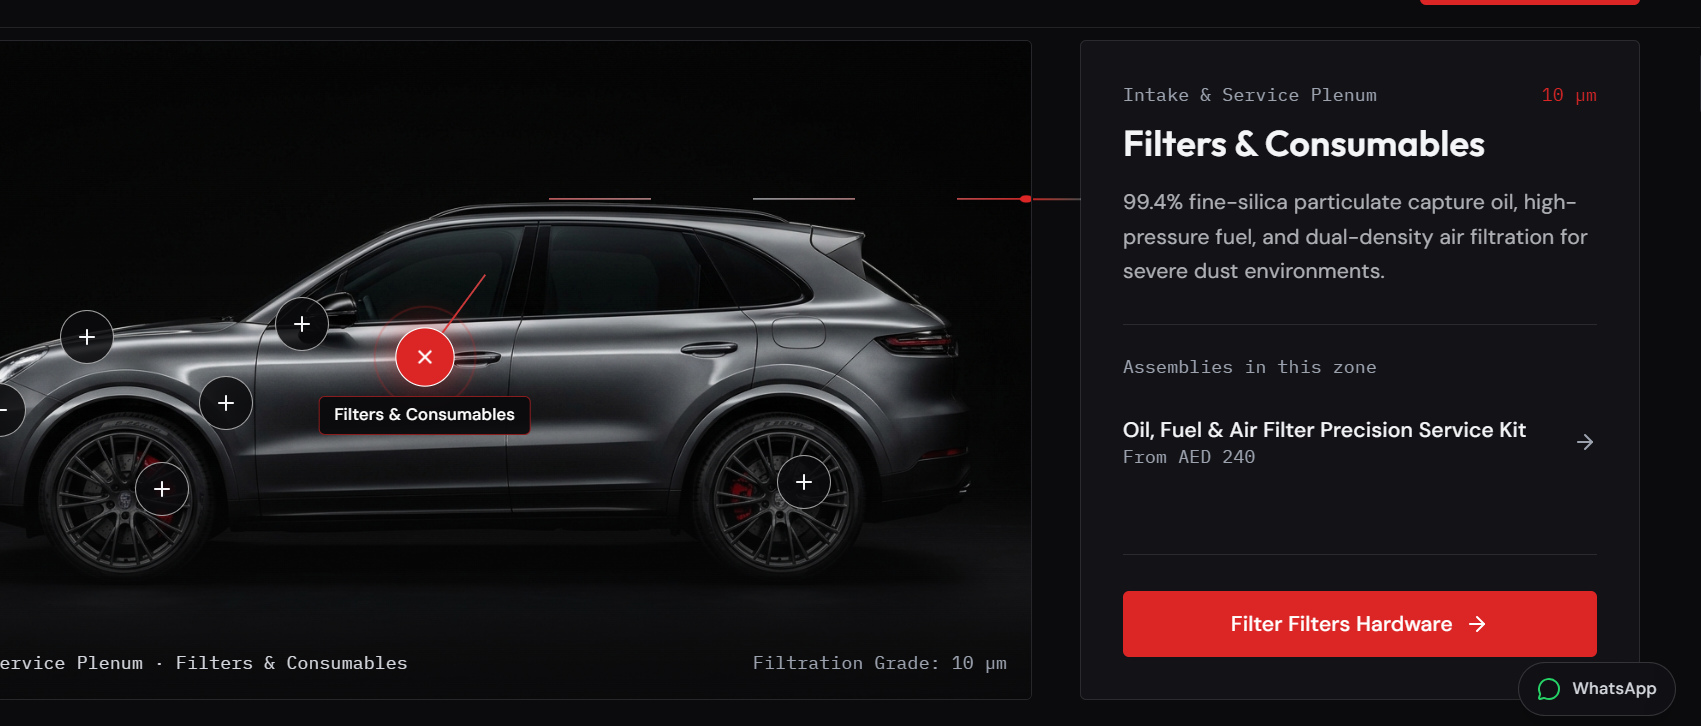 Intake & Service Plenum
10 µm
Filters & Consumables
99.4% fine-silica particulate capture oil, high-
pressure fuel, and dual-density air filtration for
severe dust environments.
Assemblies in this zone
Oil, Fuel & Air Filter Precision Service Kit
From AED 240
Filter Filters Hardware
Filters & Consumables
ervice Plenum · Filters & Consumables
Filtration Grade: 10 µm
WhatsApp